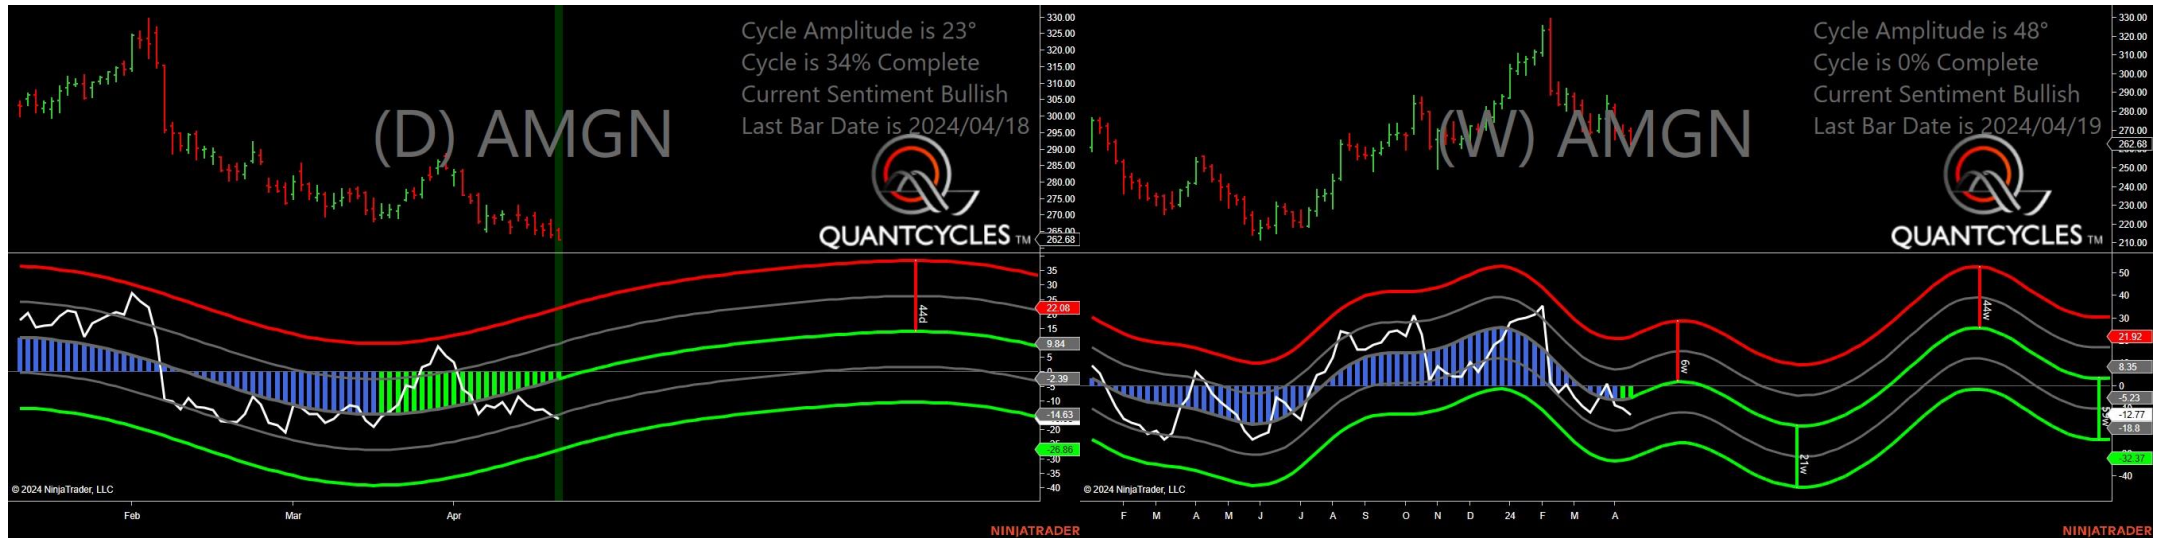 Cycle Amplitude is 23°
Cycle is 34% Complete
Current Sentiment Bullish
Last Bar Date is 2024/04/18
(D) AMGN
QUANTCYCLES TM
330.00
325.00
320.00
315.00
310.00
305.00
300.00
295.00
290.00
285.00
280.00
275.00
270.00
265.00
262.68
44d
35
30
25
22.08
20
15
9.84
5
0
-2.39
-5
-10
-14.63
-20
-25
-26.86
-30
-35
-40
© 2024 NinjaTrader, LLC
Feb Mar Apr
NINJATRADER
Cycle Amplitude is 48°
Cycle is 0% Complete
Current Sentiment Bullish
Last Bar Date is 2024/04/19
(W) AMGN
QUANTCYCLES TM
330.00
320.00
310.00
300.00
290.00
280.00
270.00
262.68
260.00
250.00
240.00
230.00
220.00
210.00
6w
21w
44w
50
40
30
21.92
8.35
0
-5.23
-12.77
-18.8
-32.37
-40
© 2024 NinjaTrader, LLC
F M A M J J A S O N D 24 F M A
NINJATRADER